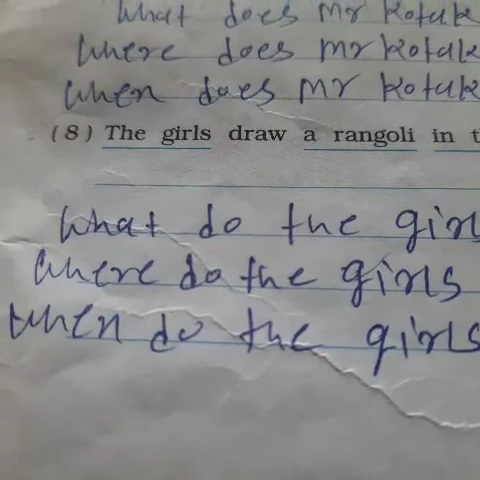 What does Mr Kotak
Where does Mr Kotak
When does Mr Kotak
(8) The girls draw a rangoli in t
What do the girl
Where do the girls
When do the girls